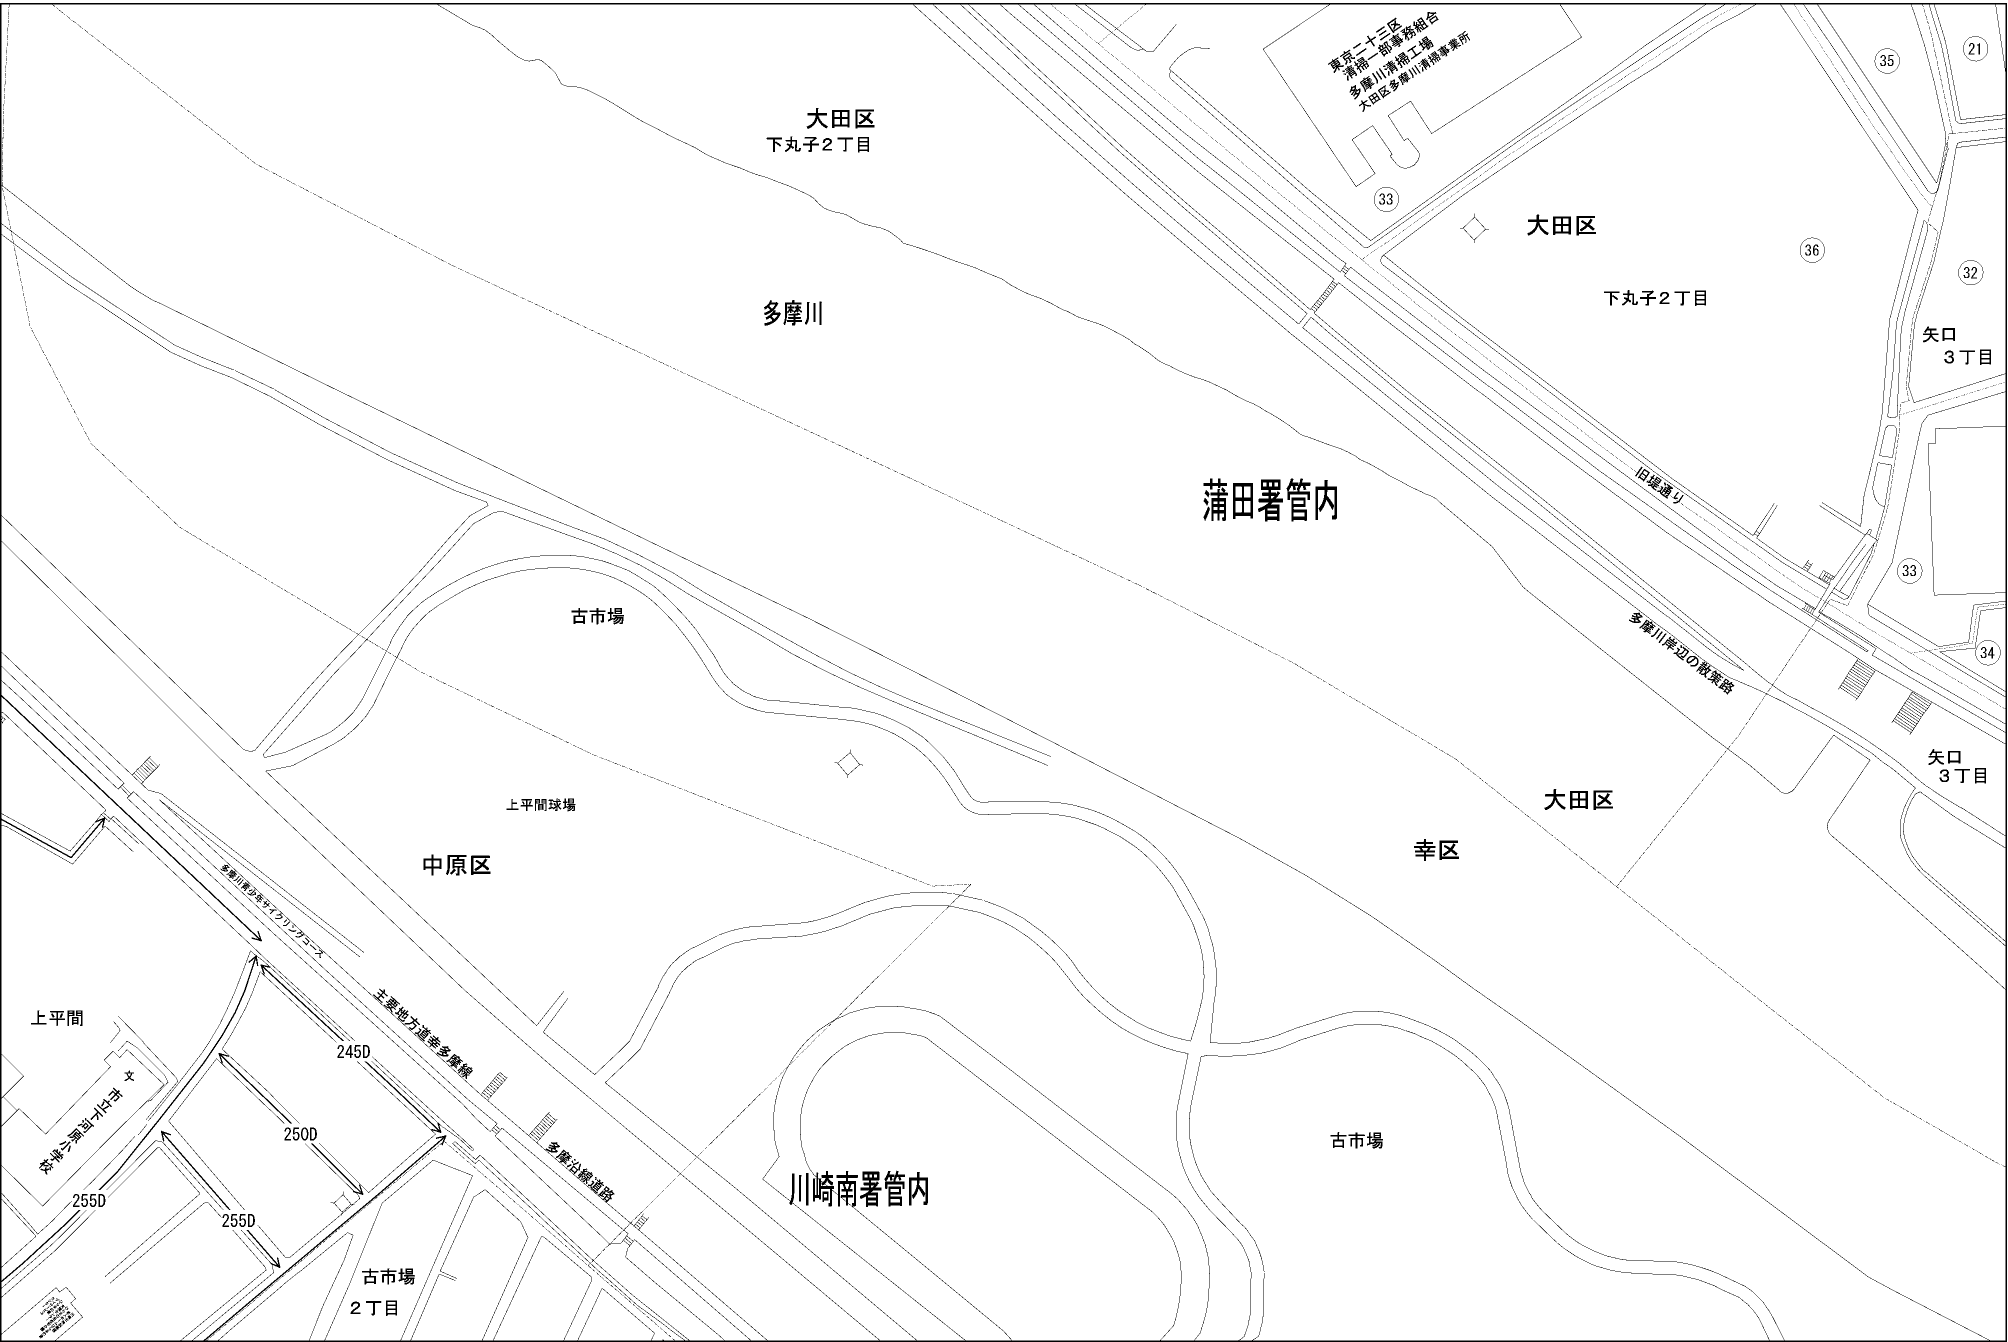 東京二十三区
清掃一部事務組合
多摩川清掃工場
大田区多摩川清掃事業所
35
21
大田区
下丸子２丁目
33
大田区
36
32
下丸子２丁目
多摩川
矢口
３丁目
蒲田署管内
旧堤通り
33
古市場
多摩川岸辺の散策路
34
矢口
３丁目
上平間球場
大田区
幸区
中原区
多摩川青少年サイクリングコース
上平間
主要地方道幸多摩線
245D
市立下河原小学校
250D
古市場
多摩沿線道路
川崎南署管内
255D
255D
古市場
２丁目